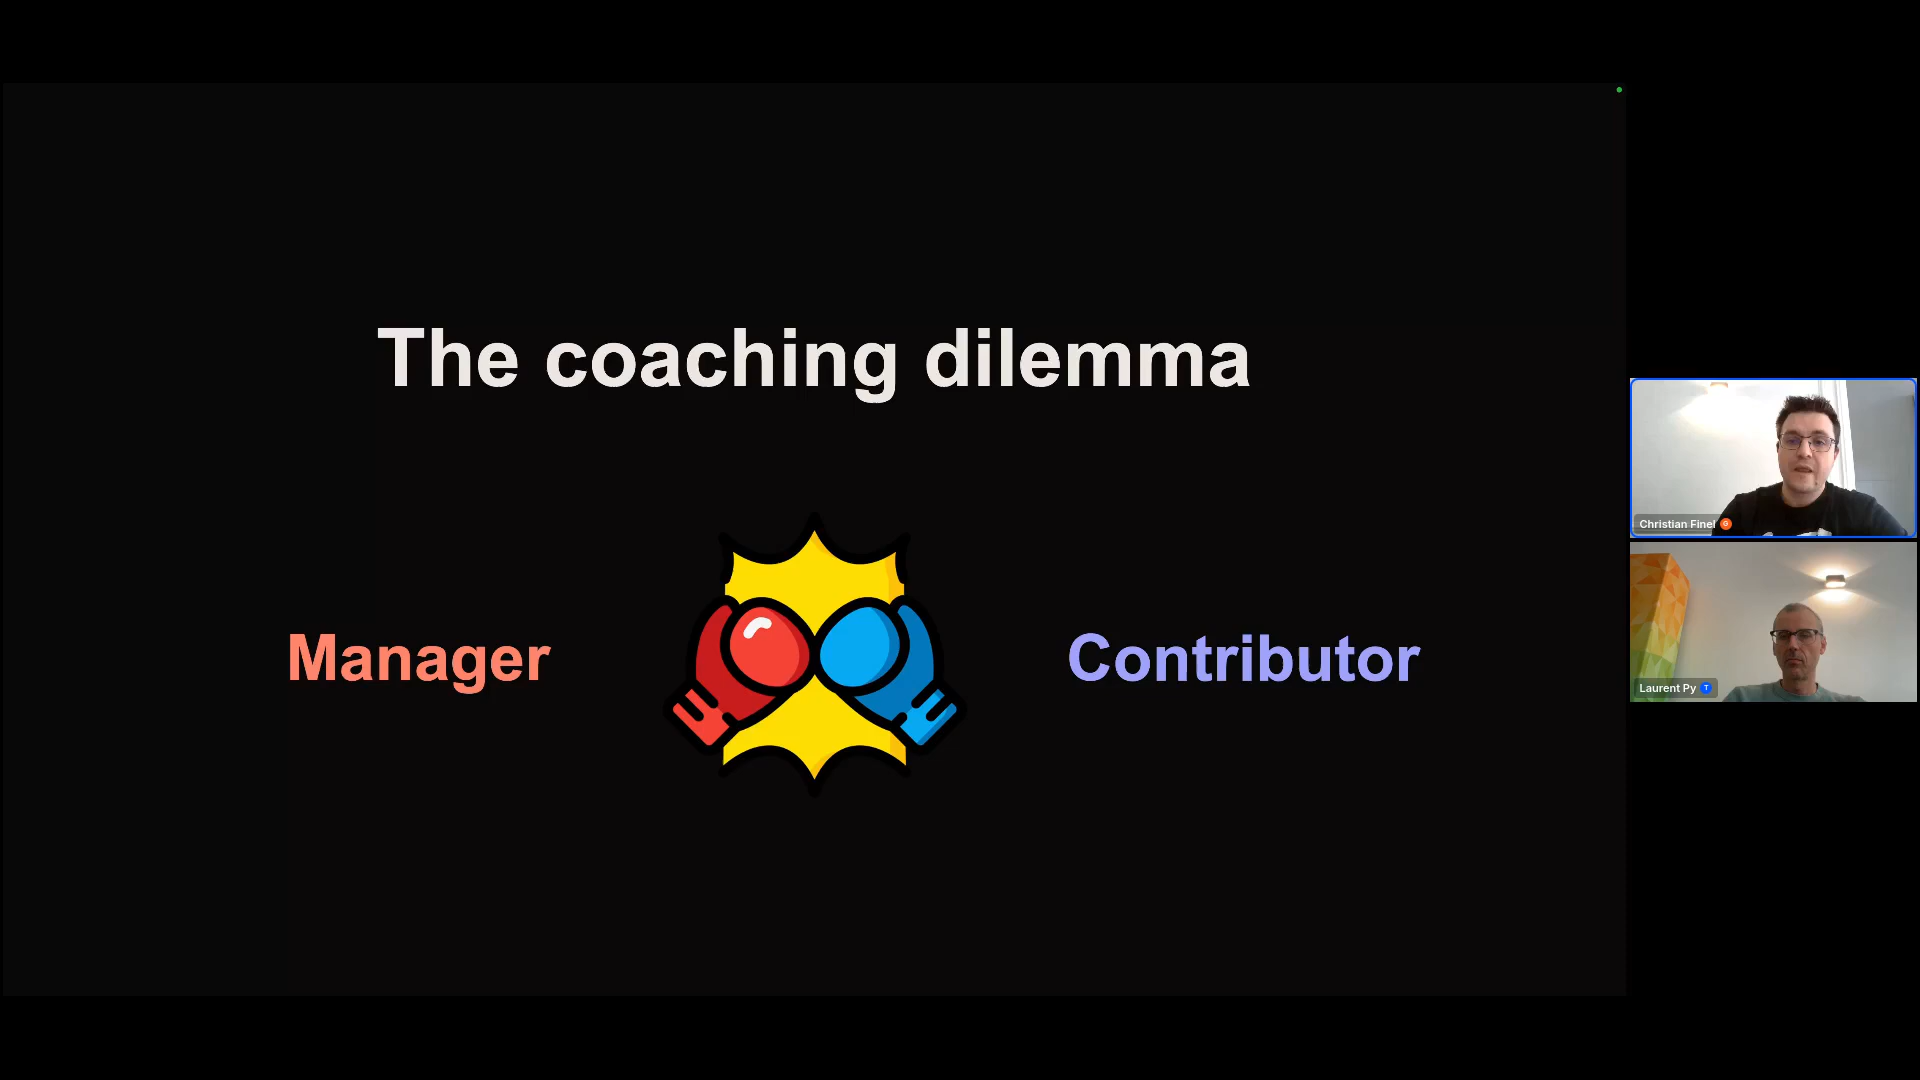 The coaching dilemma
Manager
Contributor
Christian Finel
G
Laurent Py
T